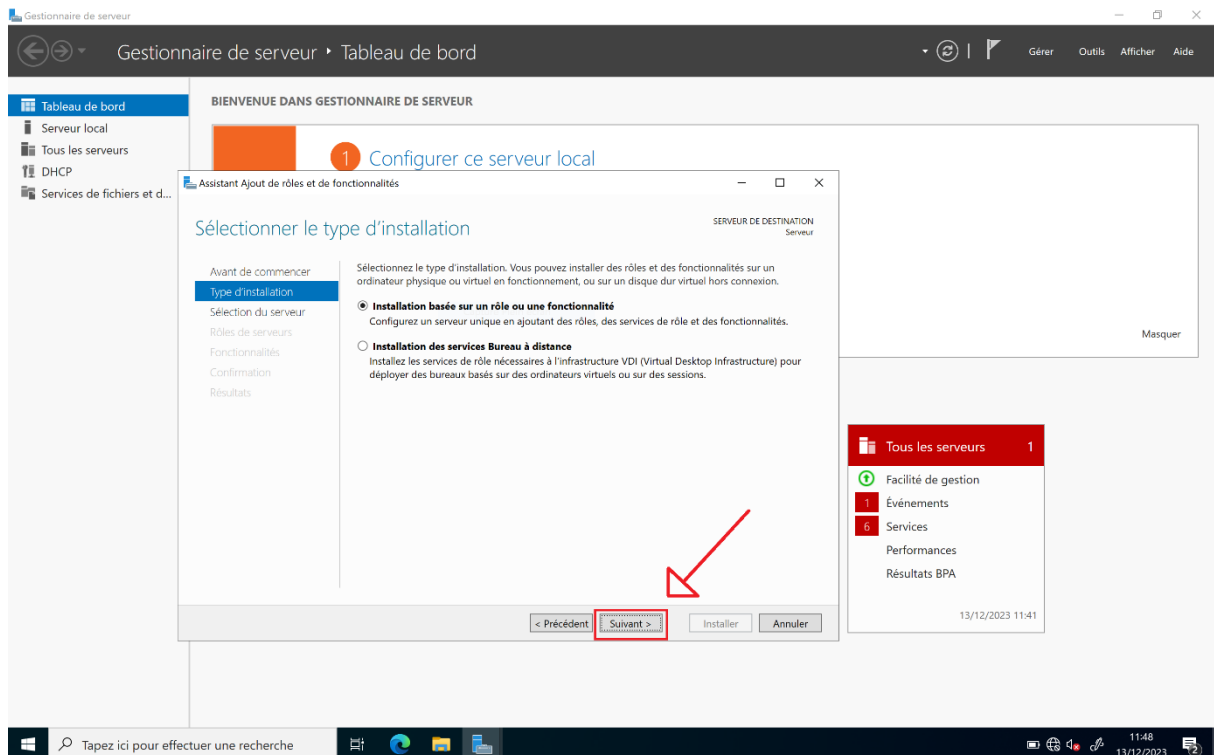 Gestionnaire de serveur
Gestionnaire de serveur • Tableau de bord
Gérer Outils Afficher Aide
Tableau de bord
Serveur local
Tous les serveurs
DHCP
Services de fichiers et d...
BIENVENUE DANS GESTIONNAIRE DE SERVEUR
1 Configurer ce serveur local
Assistant Ajout de rôles et de fonctionnalités
Sélectionner le type d'installation
SERVEUR DE DESTINATION
Serveur
Avant de commencer
Type d'installation
Sélection du serveur
Rôles de serveurs
Fonctionnalités
Confirmation
Résultats
Sélectionnez le type d'installation. Vous pouvez installer des rôles et des fonctionnalités sur un
ordinateur physique ou virtuel en fonctionnement, ou sur un disque dur virtuel hors connexion.
Installation basée sur un rôle ou une fonctionnalité
Configurez un serveur unique en ajoutant des rôles, des services de rôle et des fonctionnalités.
Installation des services Bureau à distance
Installez les services de rôle nécessaires à l'infrastructure VDI (Virtual Desktop Infrastructure) pour
déployer des bureaux basés sur des ordinateurs virtuels ou sur des sessions.
< Précédent Suivant > Installer Annuler
Masquer
Tous les serveurs 1
Facilité de gestion
1 Événements
6 Services
Performances
Résultats BPA
13/12/2023 11:41
Tapez ici pour effectuer une recherche
11:48
13/12/2023
2